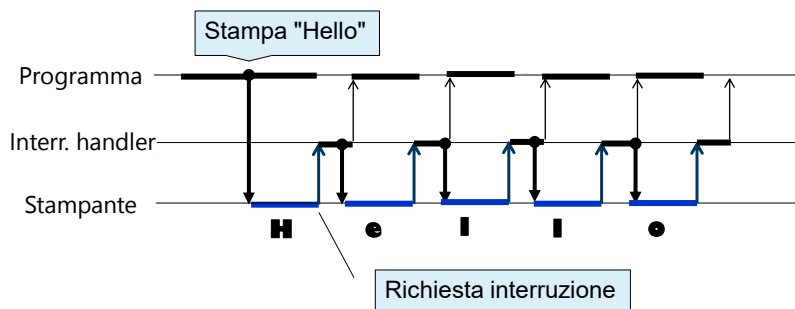 Stampa "Hello"
Programma
Interr. handler
Stampante
H e l l o
Richiesta interruzione